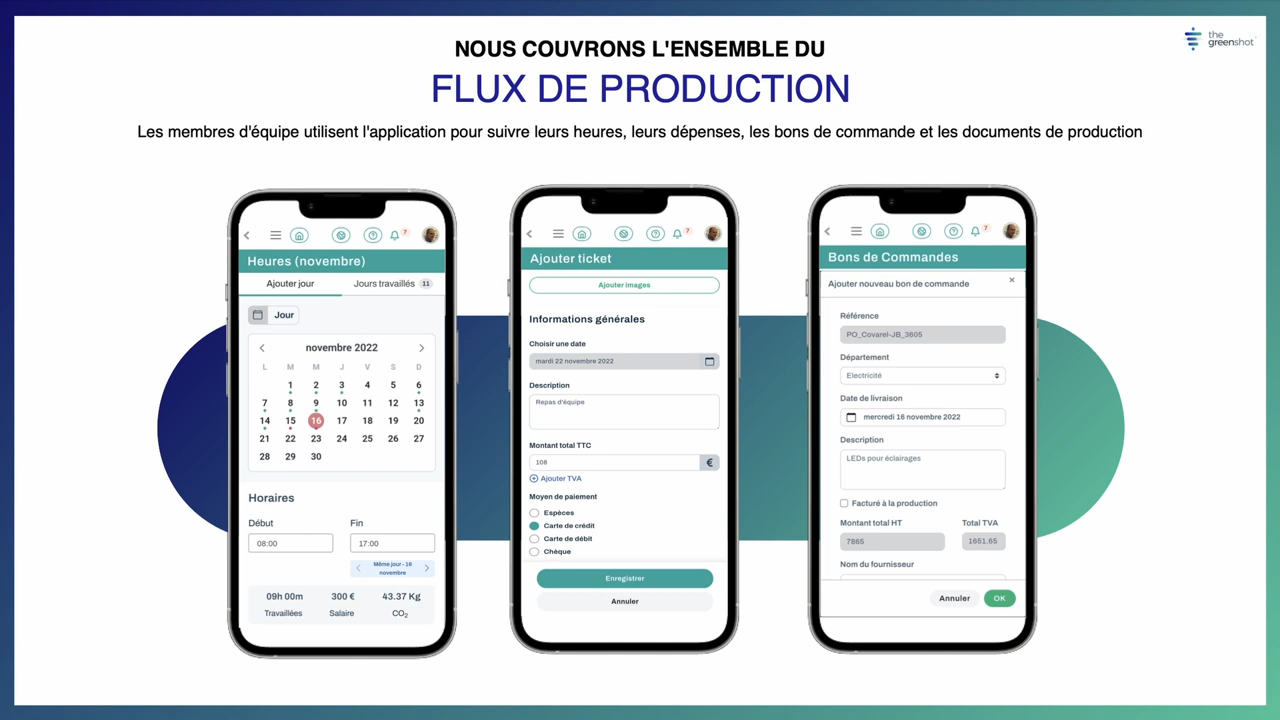 the
greenshot
NOUS COUVRONS L'ENSEMBLE DU
FLUX DE PRODUCTION
Les membres d'équipe utilisent l'application pour suivre leurs heures, leurs dépenses, les bons de commande et les documents de production
7
Heures (novembre)
Ajouter jour
Jours travaillés 11
Jour
novembre 2022
L M M J V S D
1 2 3 4 5 6
7 8 9 10 11 12 13
14 15 16 17 18 19 20
21 22 23 24 25 26 27
28 29 30
Horaires
Début Fin
08:00 17:00
Même jour - 16
novembre
09h 00m 300 € 43.37 Kg
Travaillées Salaire CO2
7
Ajouter ticket
Ajouter images
Informations générales
Choisir une date
mardi 22 novembre 2022
Description
Repas d'équipe
Montant total TTC
108 €
Ajouter TVA
Moyen de paiement
Espèces
Carte de crédit
Carte de débit
Chèque
Enregistrer
Annuler
7
Bons de Commandes
Ajouter nouveau bon de commande
Référence
PO_Covarel-JB_3605
Département
Electricité
Date de livraison
mercredi 16 novembre 2022
Description
LEDs pour éclairages
Facturé à la production
Montant total HT Total TVA
7865 1651.65
Nom du fournisseur
Annuler OK